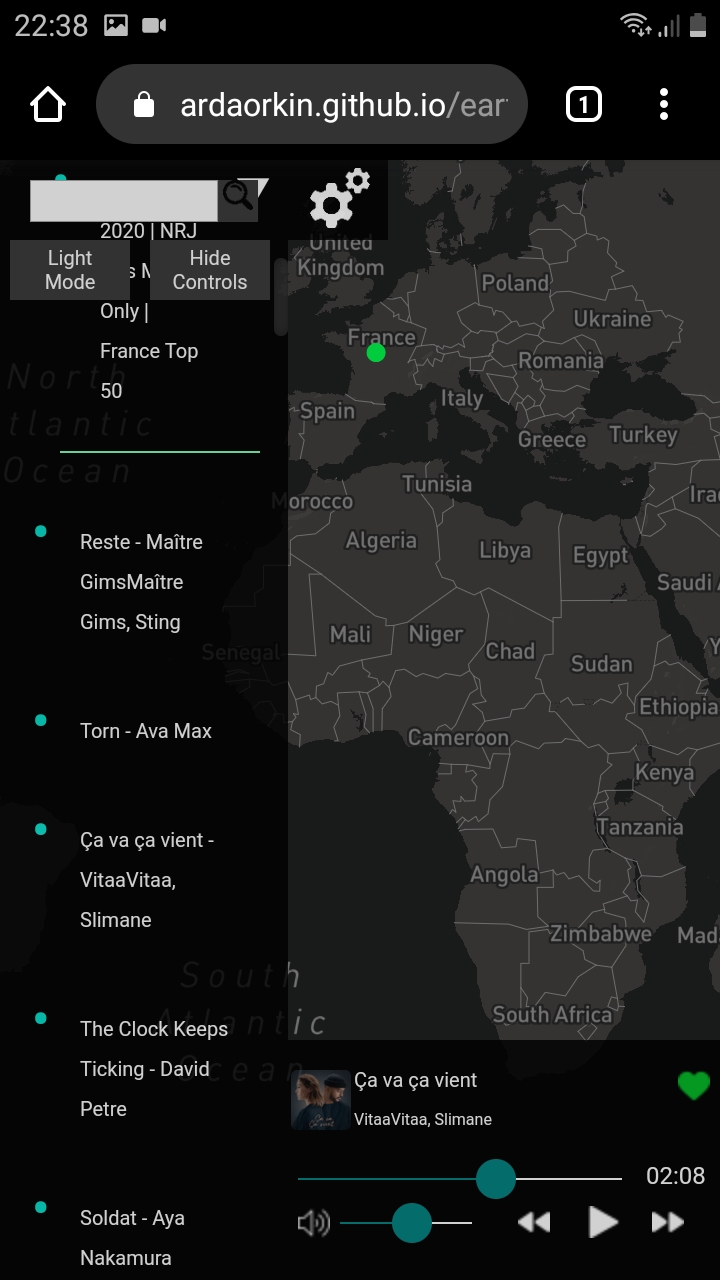 22:38
ardaorkin.github.io/ear
1
2020 | NRJ
Light
Mode
s M
Hide
Controls
Only |
France Top
50
Reste - Maître
GimsMaître
Gims, Sting
Torn - Ava Max
Ça va ça vient -
VitaaVitaa,
Slimane
The Clock Keeps
Ticking - David
Petre
Soldat - Aya
Nakamura
North
tlantic
Ocean
United
Kingdom
Poland
Ukraine
France
Romania
Italy
Spain
Greece
Turkey
Tunisia
Morocco
Iraq
Algeria
Libya
Egypt
Saudi A
Mali
Niger
Chad
Senegal
Sudan
Y
Ethiopia
Cameroon
Kenya
Tanzania
Angola
Zimbabwe
Mad
South
Atlantic
Ocean
South Africa
Ça va ça vient
VitaaVitaa, Slimane
02:08